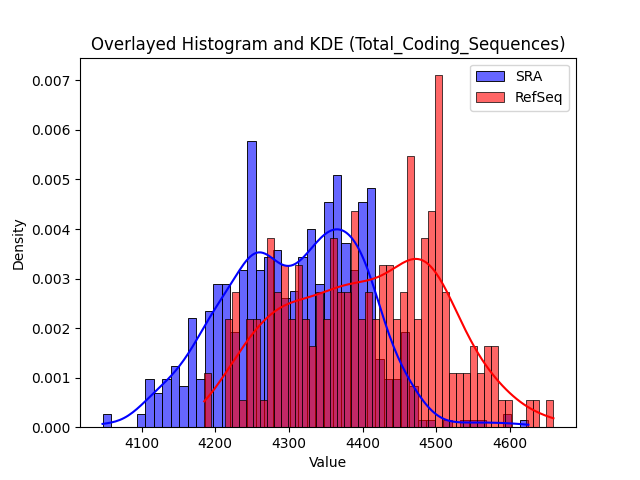 Overlayed Histogram and KDE (Total_Coding_Sequences)
SRA
RefSeq
Density
0.007
0.006
0.005
0.004
0.003
0.002
0.001
0.000
4100 4200 4300 4400 4500 4600
Value